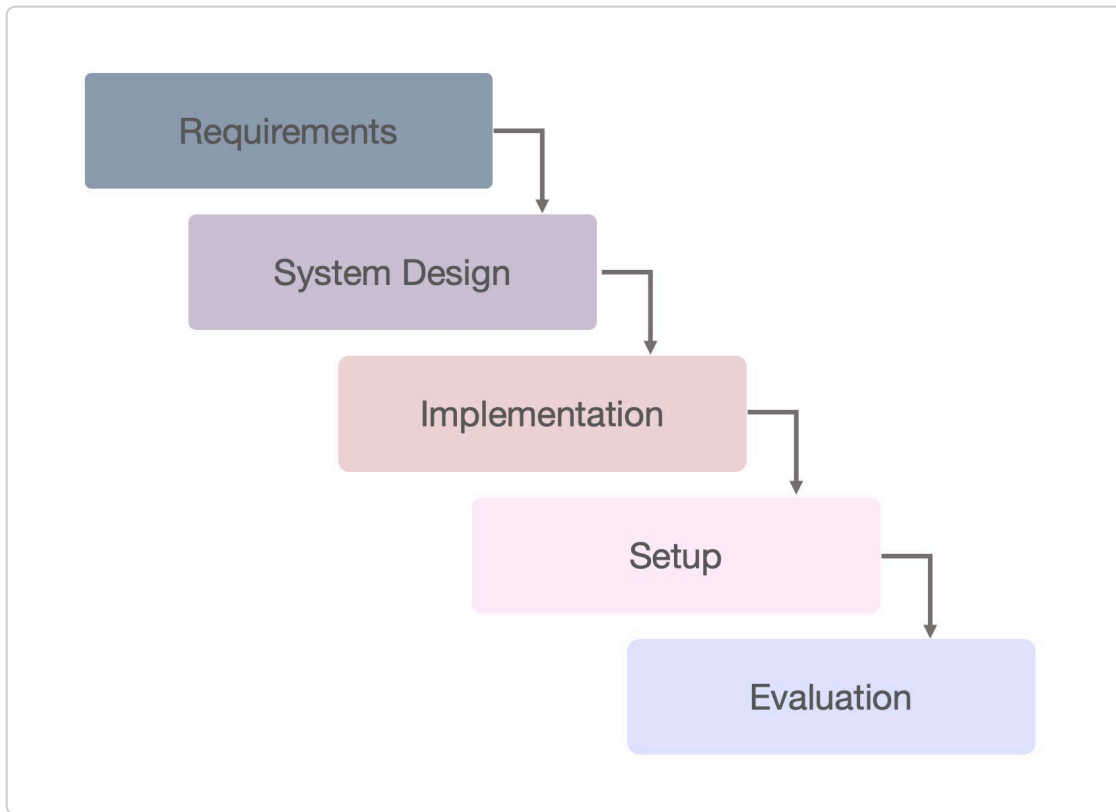 Requirements
System Design
Implementation
Setup
Evaluation